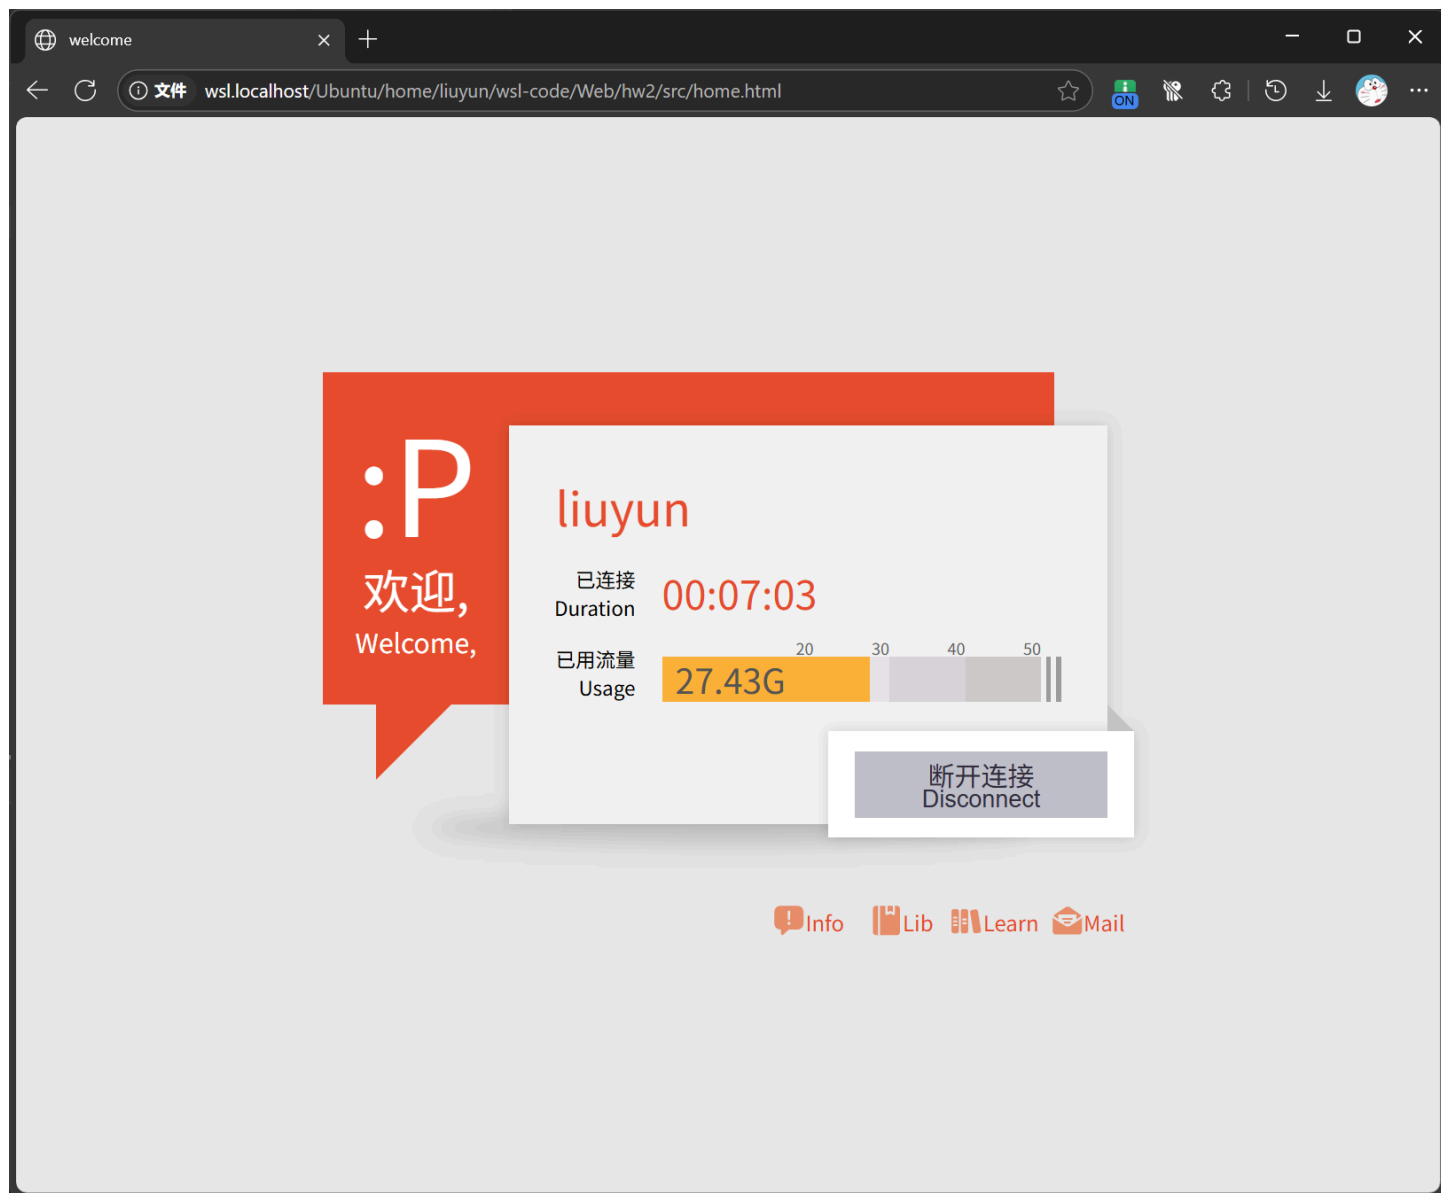 welcome
文件 wsl.localhost/Ubuntu/home/liuyun/wsl-code/Web/hw2/src/home.html
ON
:P
欢迎,
Welcome,
liuyun
已连接
Duration
00:07:03
已用流量
Usage
20 30 40 50
27.43G
断开连接
Disconnect
Info Lib Learn Mail